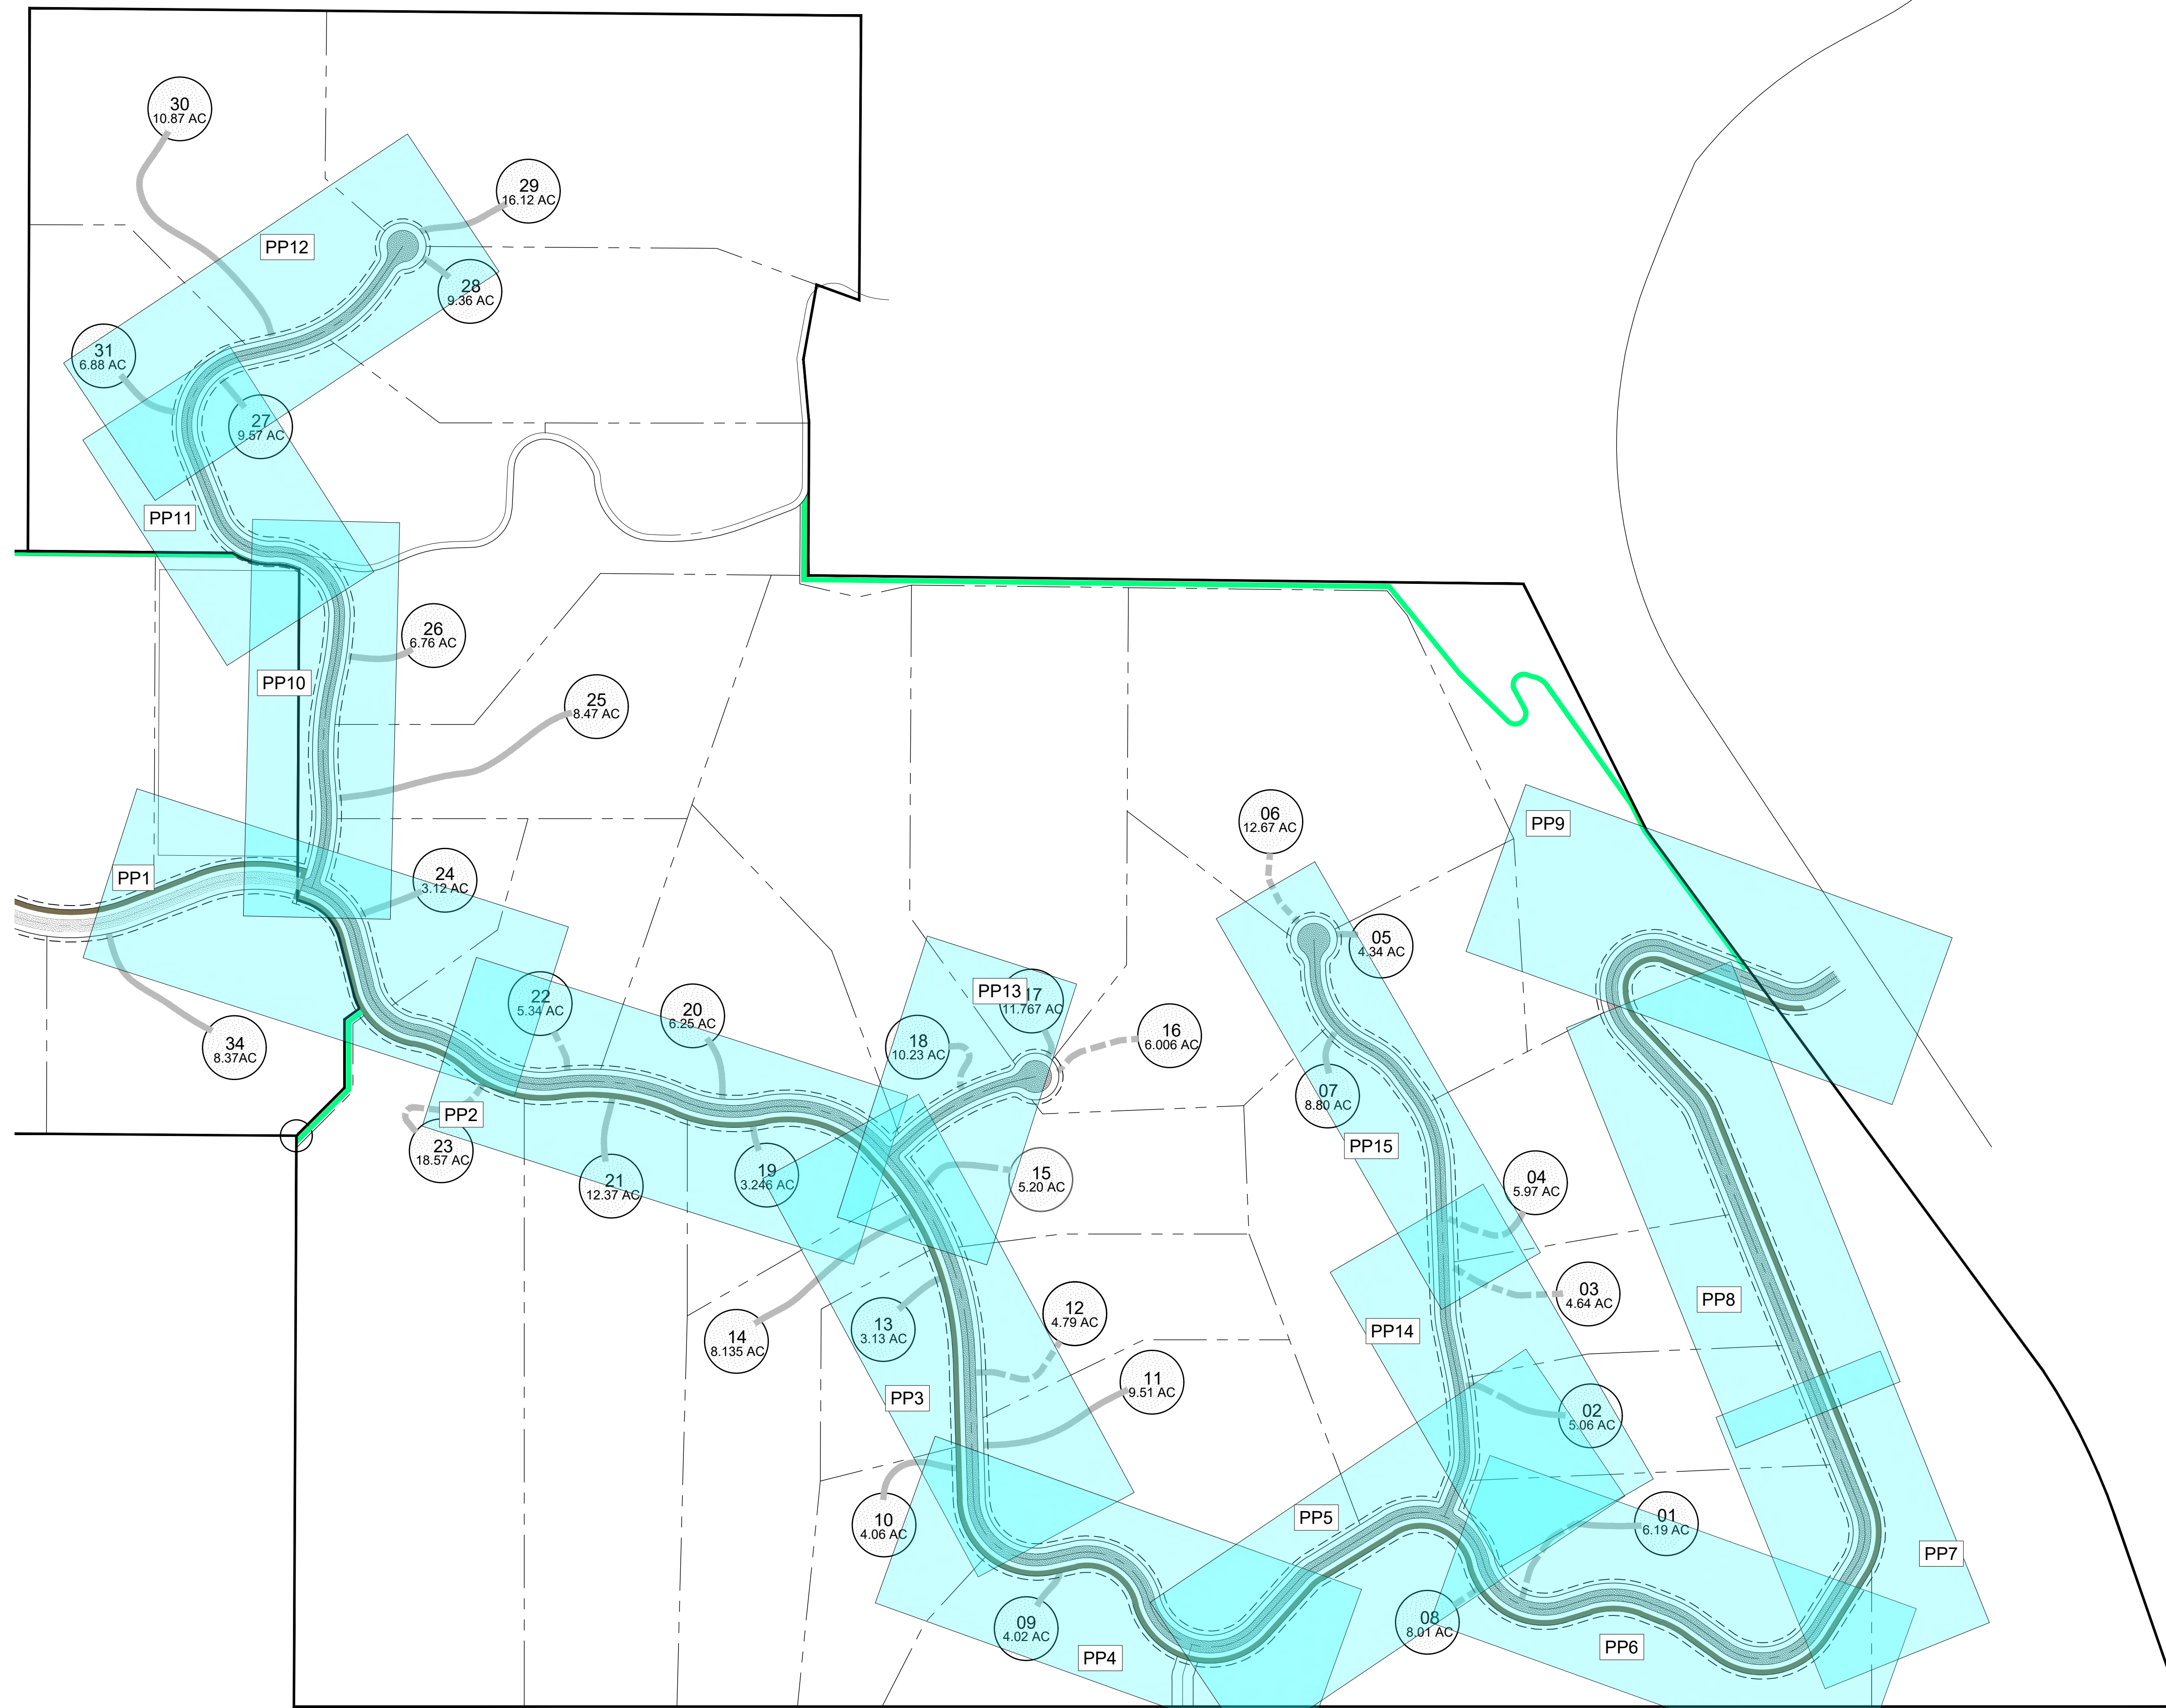 30
10.87 AC
29
16.12 AC
PP12
28
9.36 AC
31
6.88 AC
27
9.57 AC
PP11
26
6.76 AC
PP10
25
8.47 AC
06
12.67 AC
PP9
PP1
24
3.12 AC
05
4.34 AC
22
5.34 AC
20
6.25 AC
PP13
17
11.767 AC
18
10.23 AC
16
6.006 AC
34
8.37AC
07
8.80 AC
PP2
23
18.57 AC
PP15
21
12.37 AC
19
3.246 AC
15
5.20 AC
04
5.97 AC
03
4.64 AC
PP8
14
8.135 AC
13
3.13 AC
12
4.79 AC
PP14
11
9.51 AC
PP3
02
5.06 AC
10
4.06 AC
PP5
01
6.19 AC
PP7
09
4.02 AC
08
8.01 AC
PP4
PP6